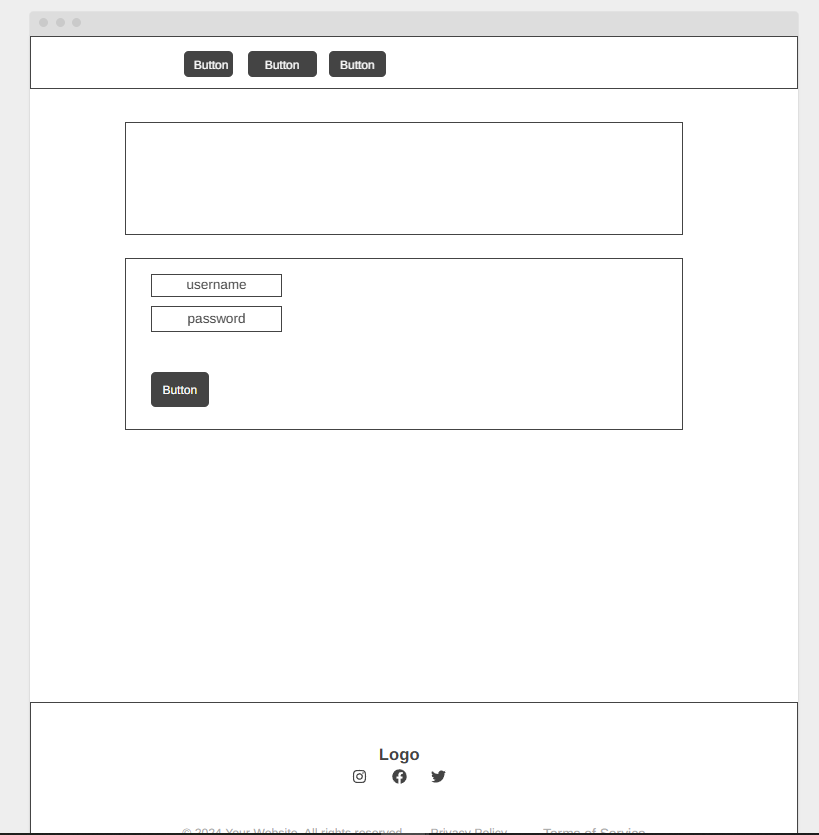 Button Button Button
username
password
Button
Logo
© 2024 Your Website. All rights reserved. Privacy Policy Terms of Service